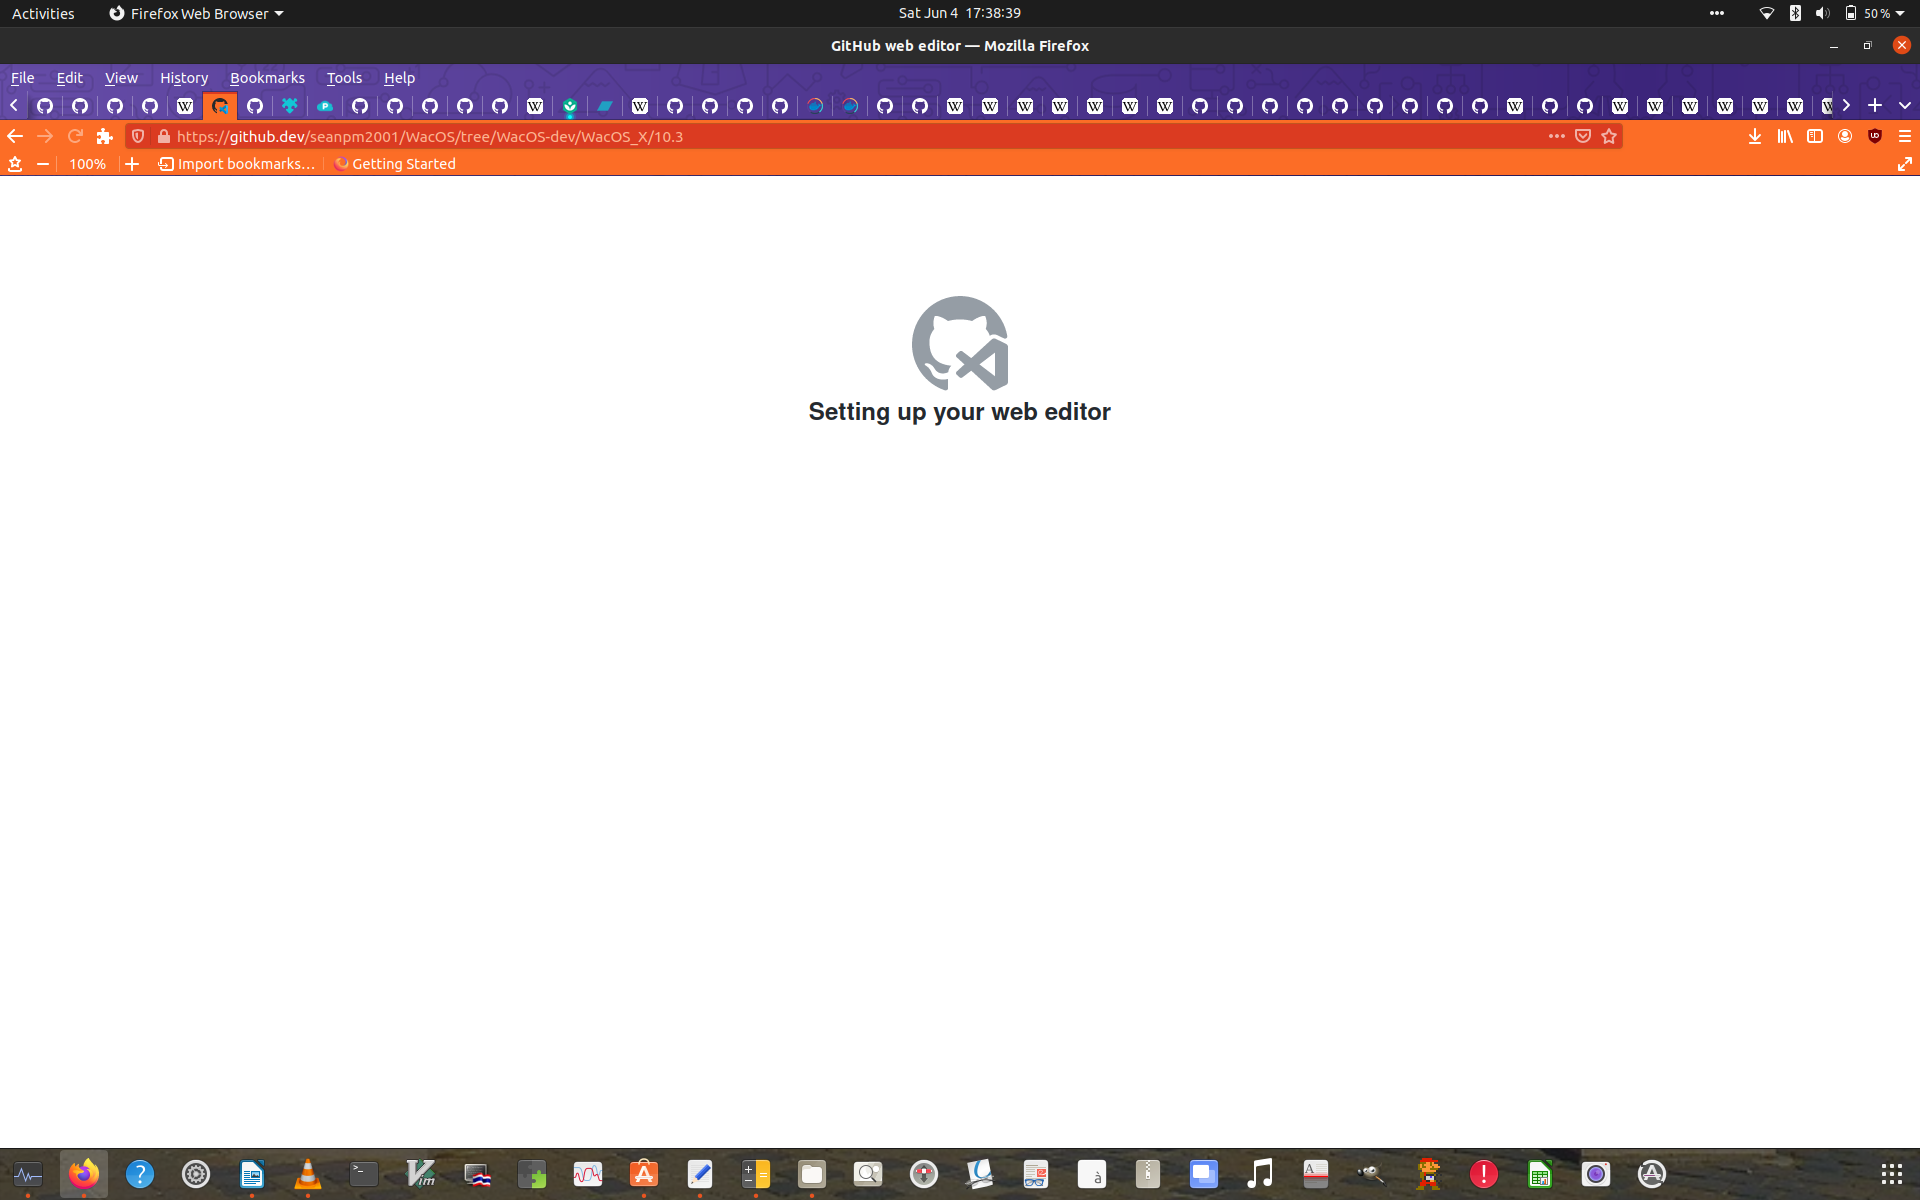 Activities Firefox Web Browser Sat Jun 4 17:38:39 50 %
GitHub web editor — Mozilla Firefox
File Edit View History Bookmarks Tools Help
https://github.dev/seanpm2001/WacOS/tree/WacOS-dev/WacOS_X/10.3
100% Import bookmarks... Getting Started
Setting up your web editor